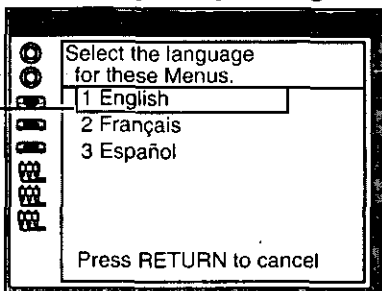 Select the language
for these Menus.
1 English
2 Français
3 Español
Press RETURN to cancel